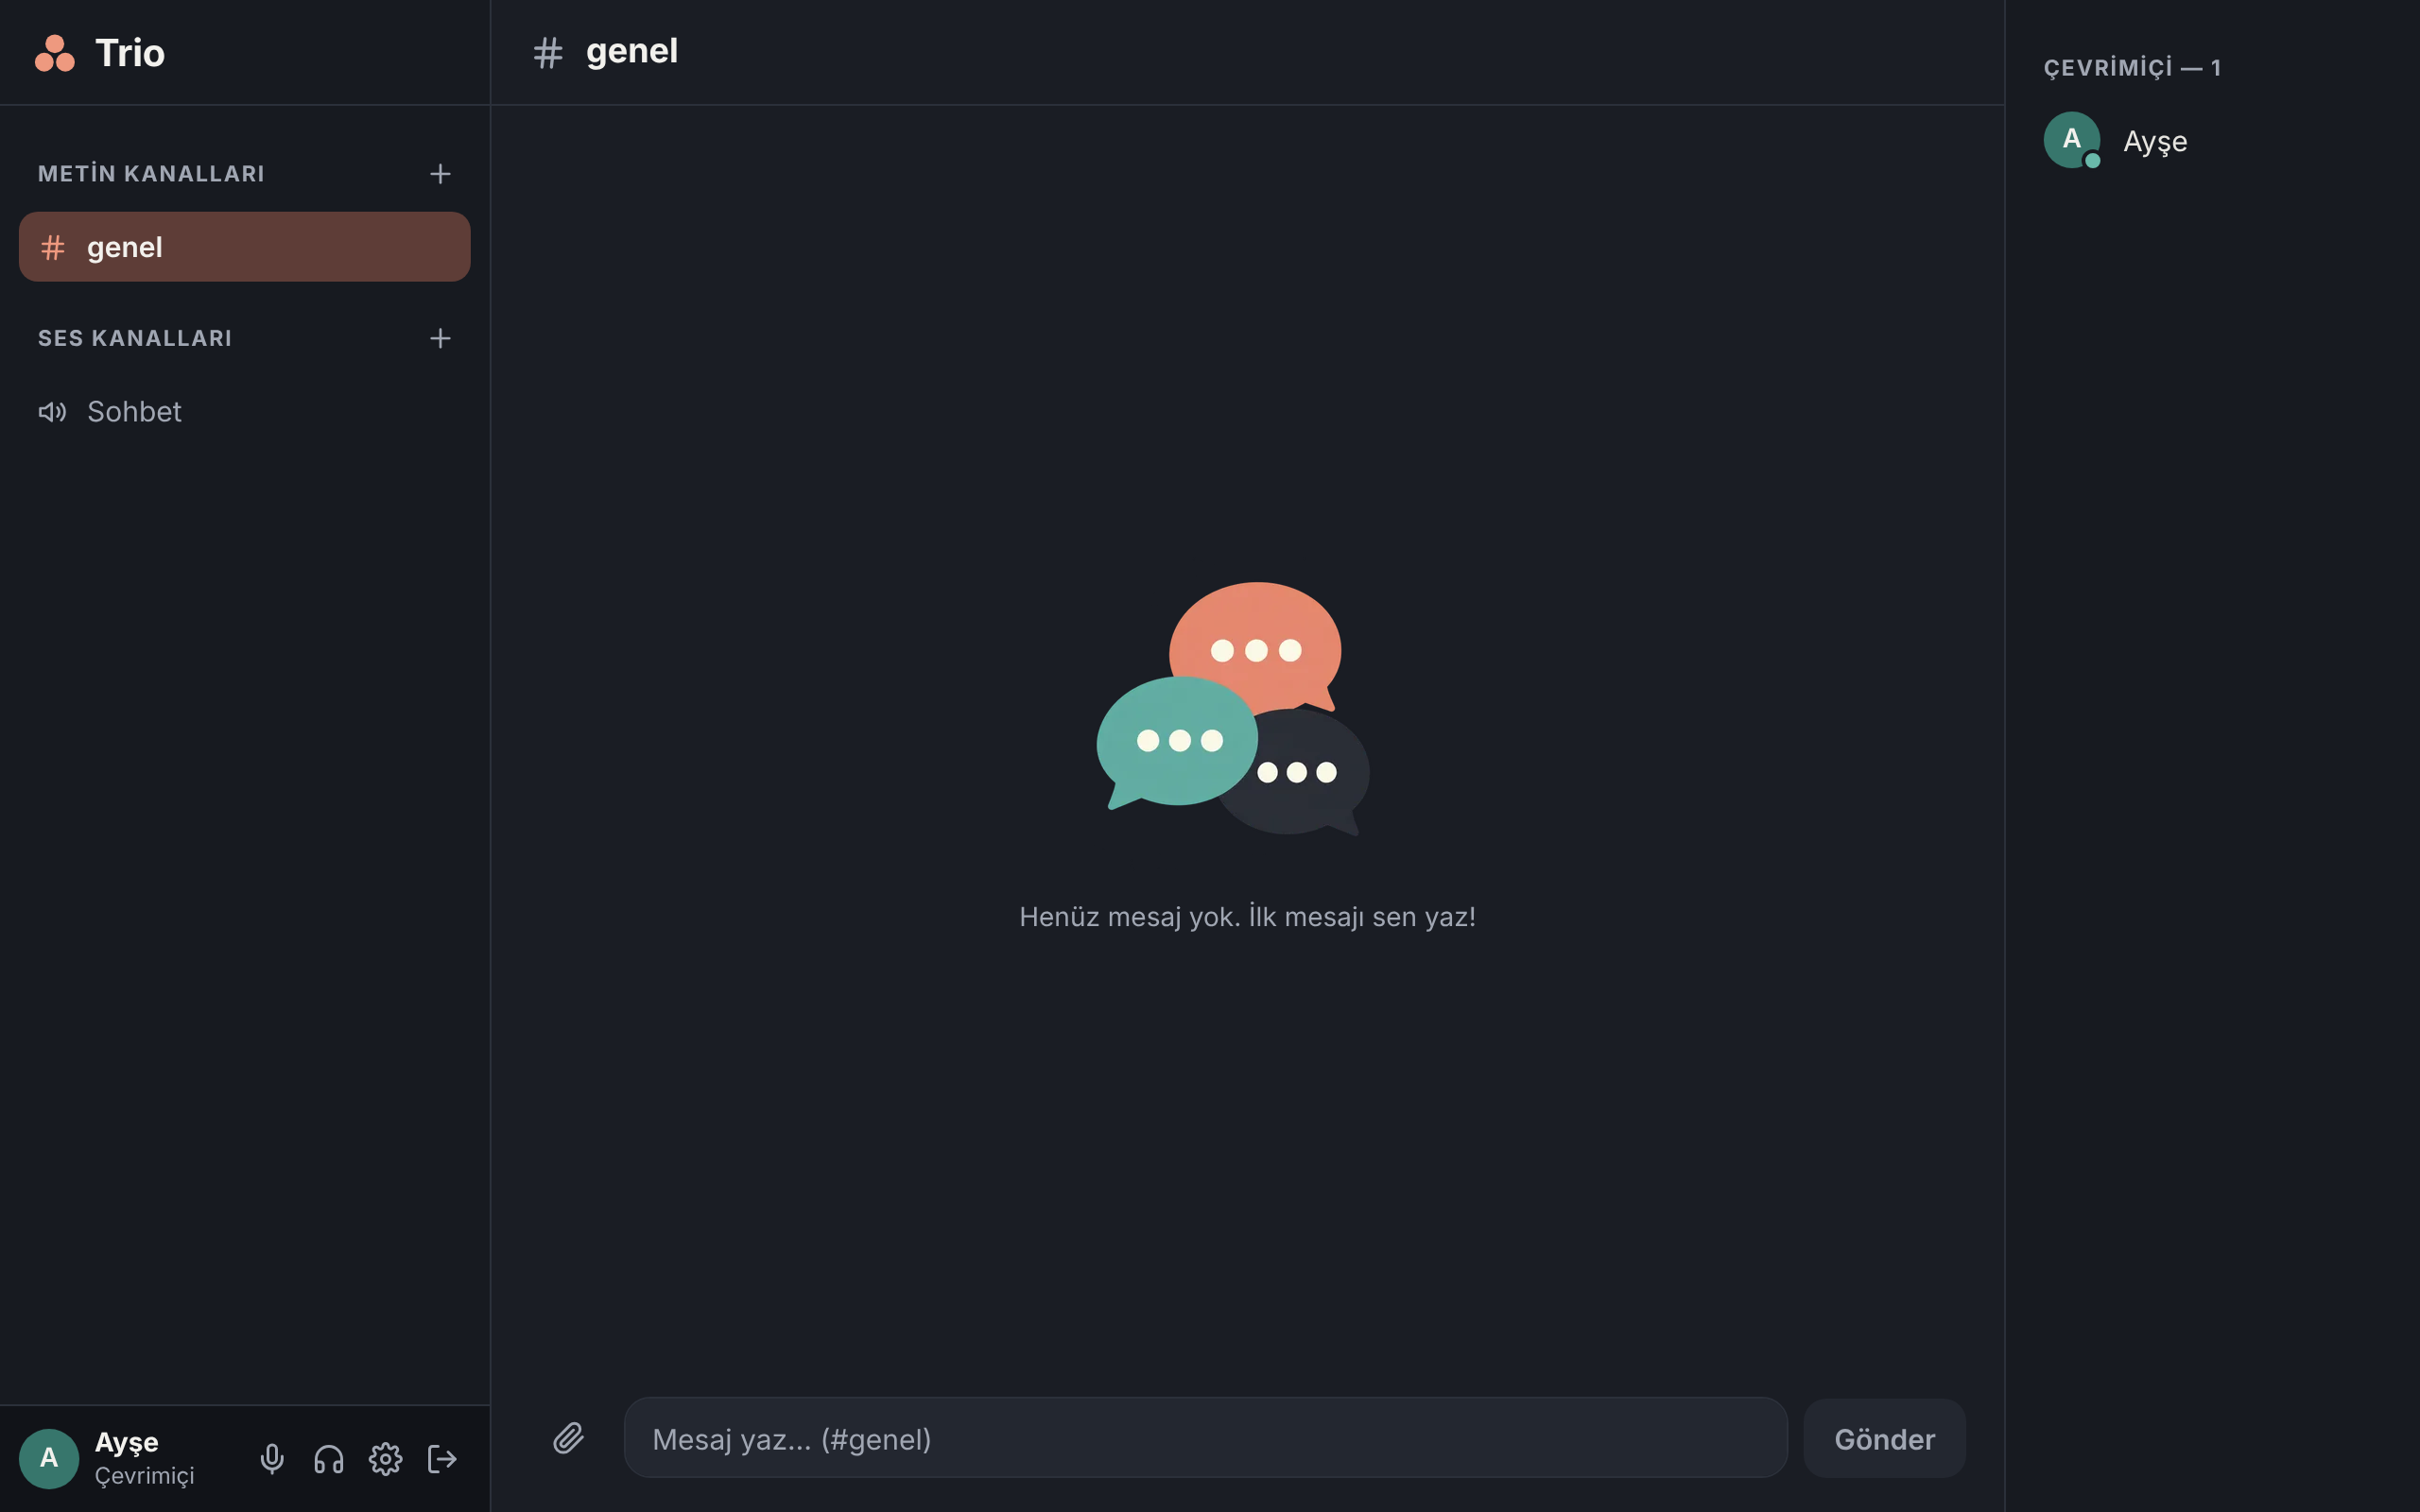 Trio
METİN KANALLARI
# genel
SES KANALLARI
Sohbet
A
Ayşe
Çevrimiçi
# genel
Henüz mesaj yok. İlk mesajı sen yaz!
Mesaj yaz... (#genel)
Gönder
ÇEVRİMİÇİ — 1
A
Ayşe